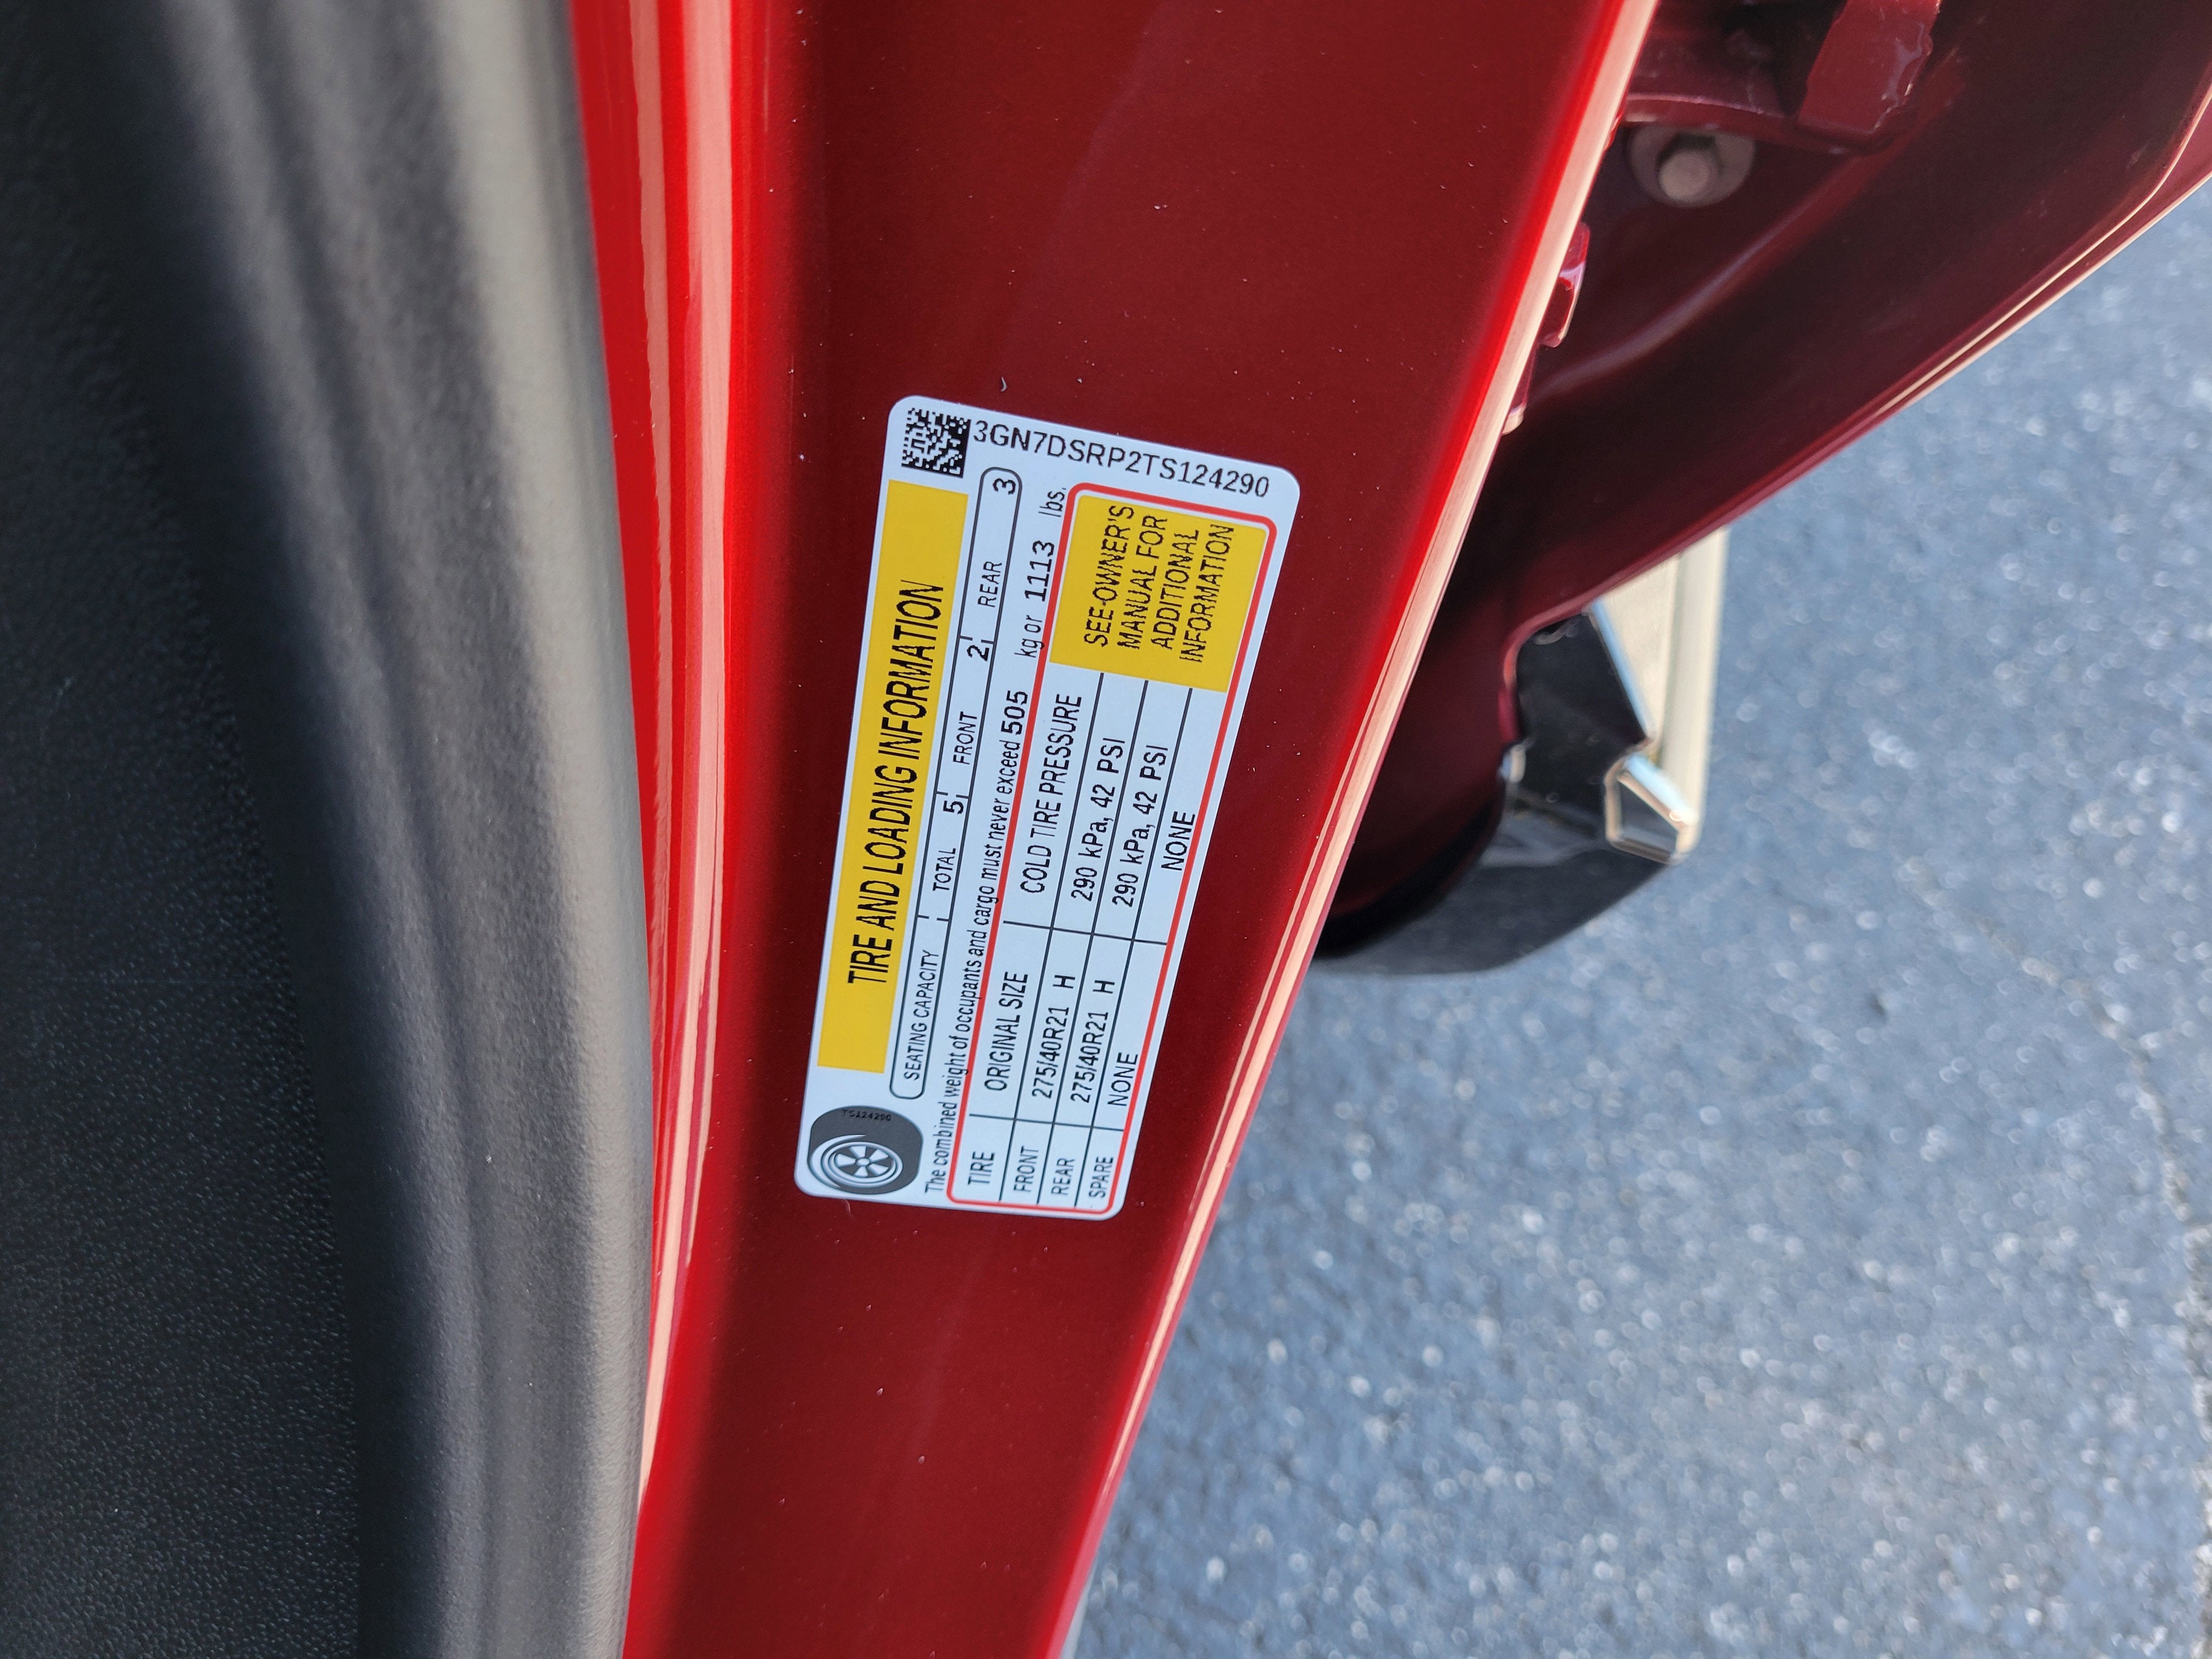 3GN7DSRP2TS124290
TIRE AND LOADING INFORMATION
TS124290
SEATING CAPACITY TOTAL 5 FRONT 2 REAR 3
The combined weight of occupants and cargo must never exceed 505 kg or 1113 lbs.
TIRE ORIGINAL SIZE COLD TIRE PRESSURE
FRONT 275/40R21 H 290 kPa, 42 PSI
REAR 275/40R21 H 290 kPa, 42 PSI
SPARE NONE NONE
SEE OWNER'S
MANUAL FOR
ADDITIONAL
INFORMATION